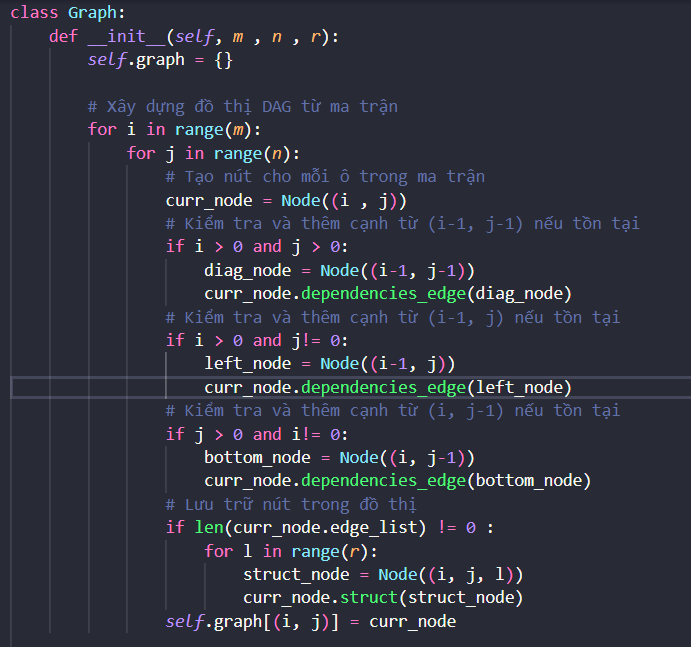 class Graph:
def __init__(self, m , n , r):
self.graph = {}
# Xây dựng đồ thị DAG từ ma trận
for i in range(m):
for j in range(n):
# Tạo nút cho mỗi ô trong ma trận
curr_node = Node((i , j))
# Kiểm tra và thêm cạnh từ (i-1, j-1) nếu tồn tại
if i > 0 and j > 0:
diag_node = Node((i-1, j-1))
curr_node.dependencies_edge(diag_node)
# Kiểm tra và thêm cạnh từ (i-1, j) nếu tồn tại
if i > 0 and j!= 0:
left_node = Node((i-1, j))
curr_node.dependencies_edge(left_node)
# Kiểm tra và thêm cạnh từ (i, j-1) nếu tồn tại
if j > 0 and i!= 0:
bottom_node = Node((i, j-1))
curr_node.dependencies_edge(bottom_node)
# Lưu trữ nút trong đồ thị
if len(curr_node.edge_list) != 0 :
for l in range(r):
struct_node = Node((i, j, l))
curr_node.struct(struct_node)
self.graph[(i, j)] = curr_node